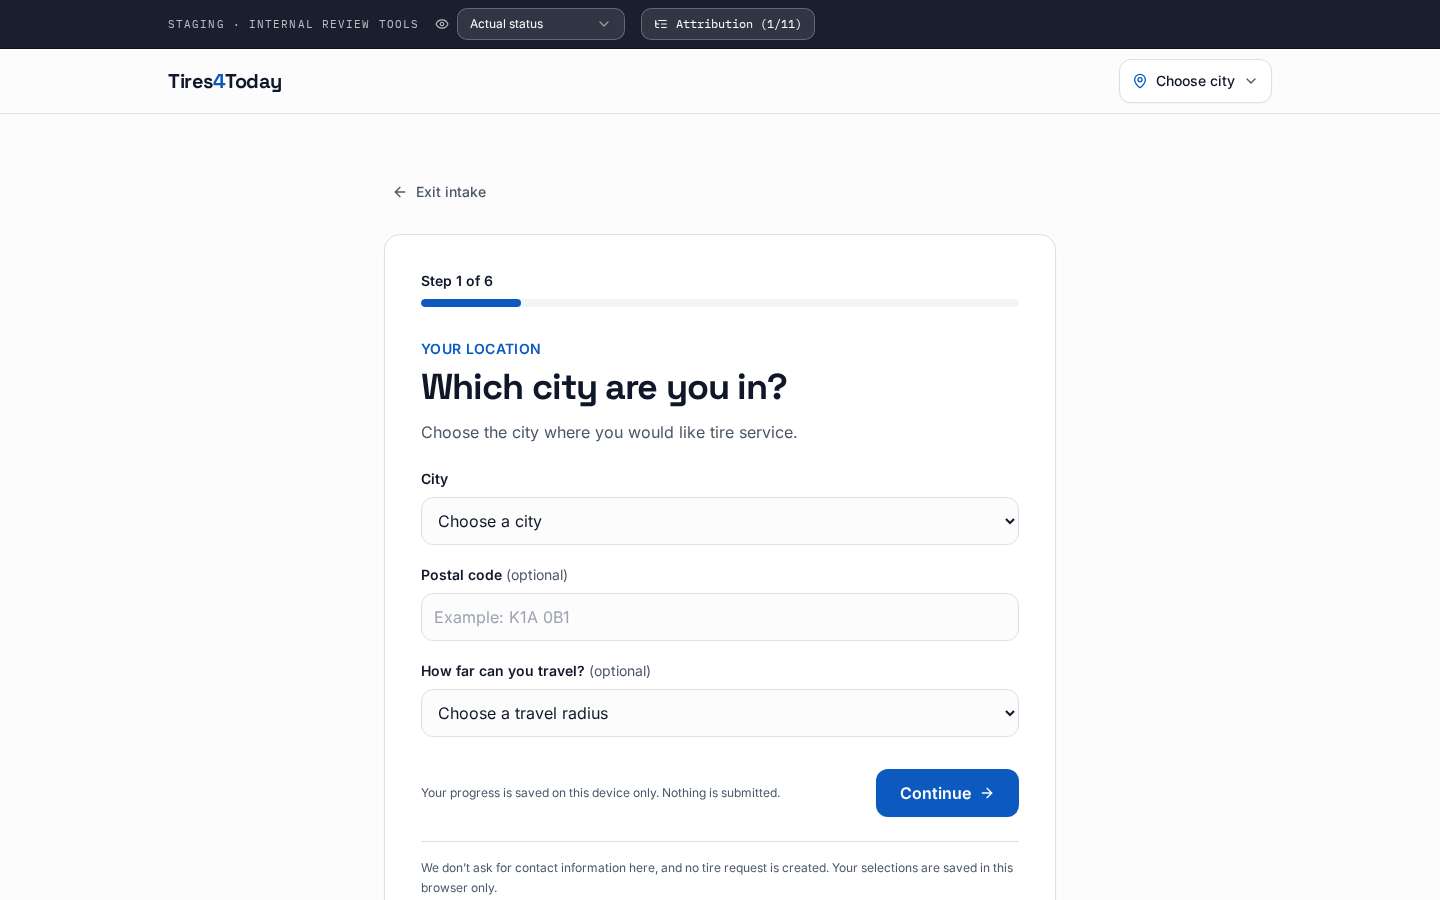 STAGING · INTERNAL REVIEW TOOLS
Actual status
Attribution (1/11)
Tires4Today
Choose city
Exit intake
Step 1 of 6
YOUR LOCATION
Which city are you in?
Choose the city where you would like tire service.
City
Choose a city
Postal code (optional)
Example: K1A 0B1
How far can you travel? (optional)
Choose a travel radius
Your progress is saved on this device only. Nothing is submitted.
Continue
We don’t ask for contact information here, and no tire request is created. Your selections are saved in this
browser only.